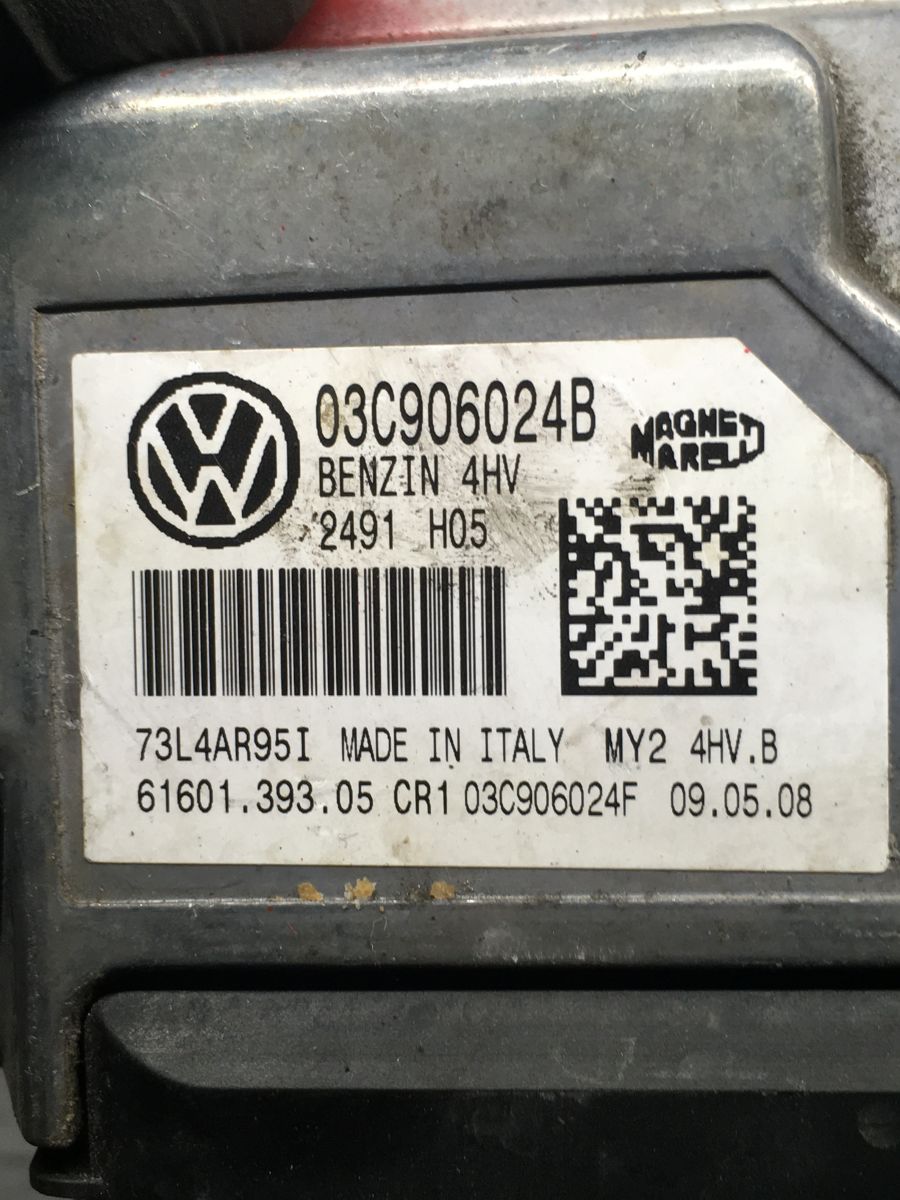 03C906024B
MAGNETI
MARELLI
BENZIN 4HV
2491 H05
73L4AR95I MADE IN ITALY MY2 4HV.B
61601.393.05 CR1 03C906024F 09.05.08